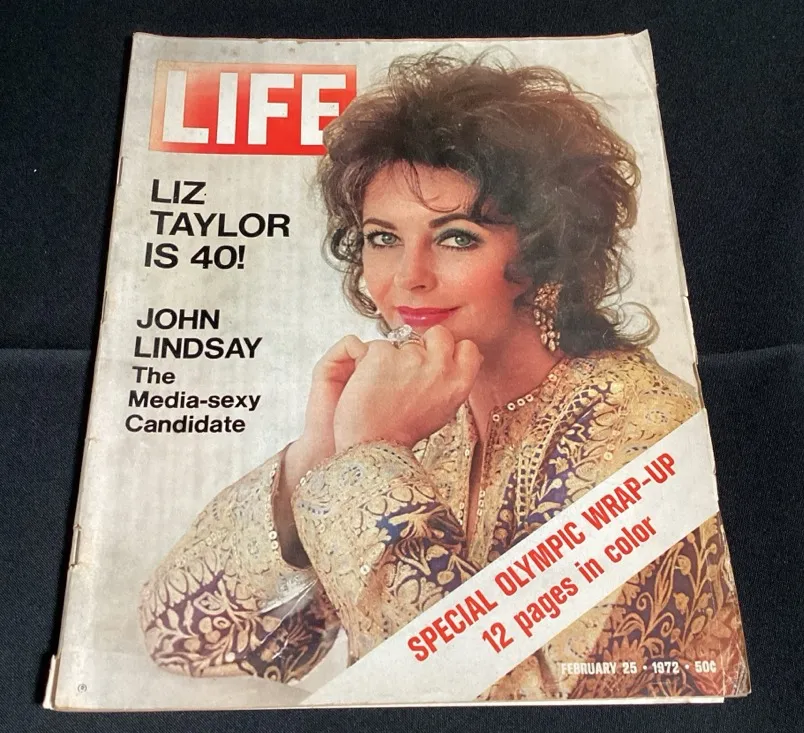 LIFE
LIZ
TAYLOR
IS 40!
JOHN
LINDSAY
The
Media-sexy
Candidate
SPECIAL OLYMPIC WRAP-UP
12 pages in color
FEBRUARY 25 • 1972 • 50¢
®